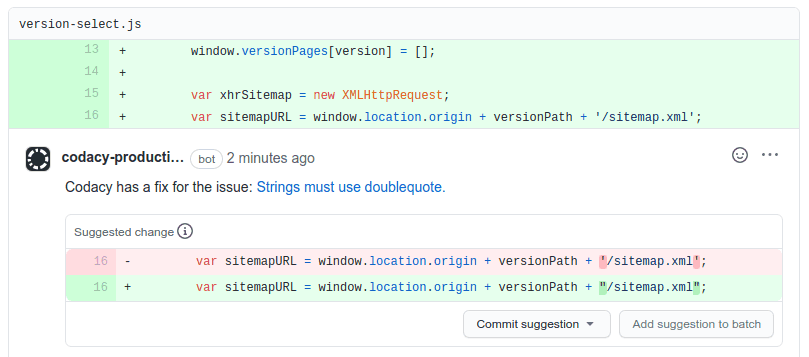 version-select.js
13 + window.versionPages[version] = [];
14 +
15 + var xhrSitemap = new XMLHttpRequest;
16 + var sitemapURL = window.location.origin + versionPath + '/sitemap.xml';
codacy-producti... bot 2 minutes ago
Codacy has a fix for the issue: Strings must use doublequote.
Suggested change
16 - var sitemapURL = window.location.origin + versionPath + '/sitemap.xml';
16 + var sitemapURL = window.location.origin + versionPath + "/sitemap.xml";
Commit suggestion Add suggestion to batch